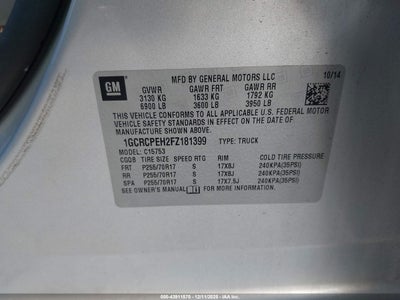 GM
MFD BY GENERAL MOTORS LLC
10/14
GVWR GAWR FRT GAWR RR
3130 KG 1633 KG 1792 KG
6900 LB 3600 LB 3950 LB
THIS VEHICLE CONFORMS TO ALL APPLICABLE U.S. FEDERAL MOTOR
VEHICLE SAFETY STANDARDS IN EFFECT ON THE DATE OF
MANUFACTURE SHOWN ABOVE.
1GCRCPEH2FZ181399 TYPE: TRUCK
MODEL: C15753
CGQB TIRE SIZE SPEED RTG RIM COLD TIRE PRESSURE
FRT P255/70R17 S 17X8J 240KPA(35PSI)
RR P255/70R17 S 17X8J 240KPA(35PSI)
SPA P255/70R17 S 17X7.5J 240KPA(35PSI)
SEE OWNER'S MANUAL FOR MORE INFORMATION.